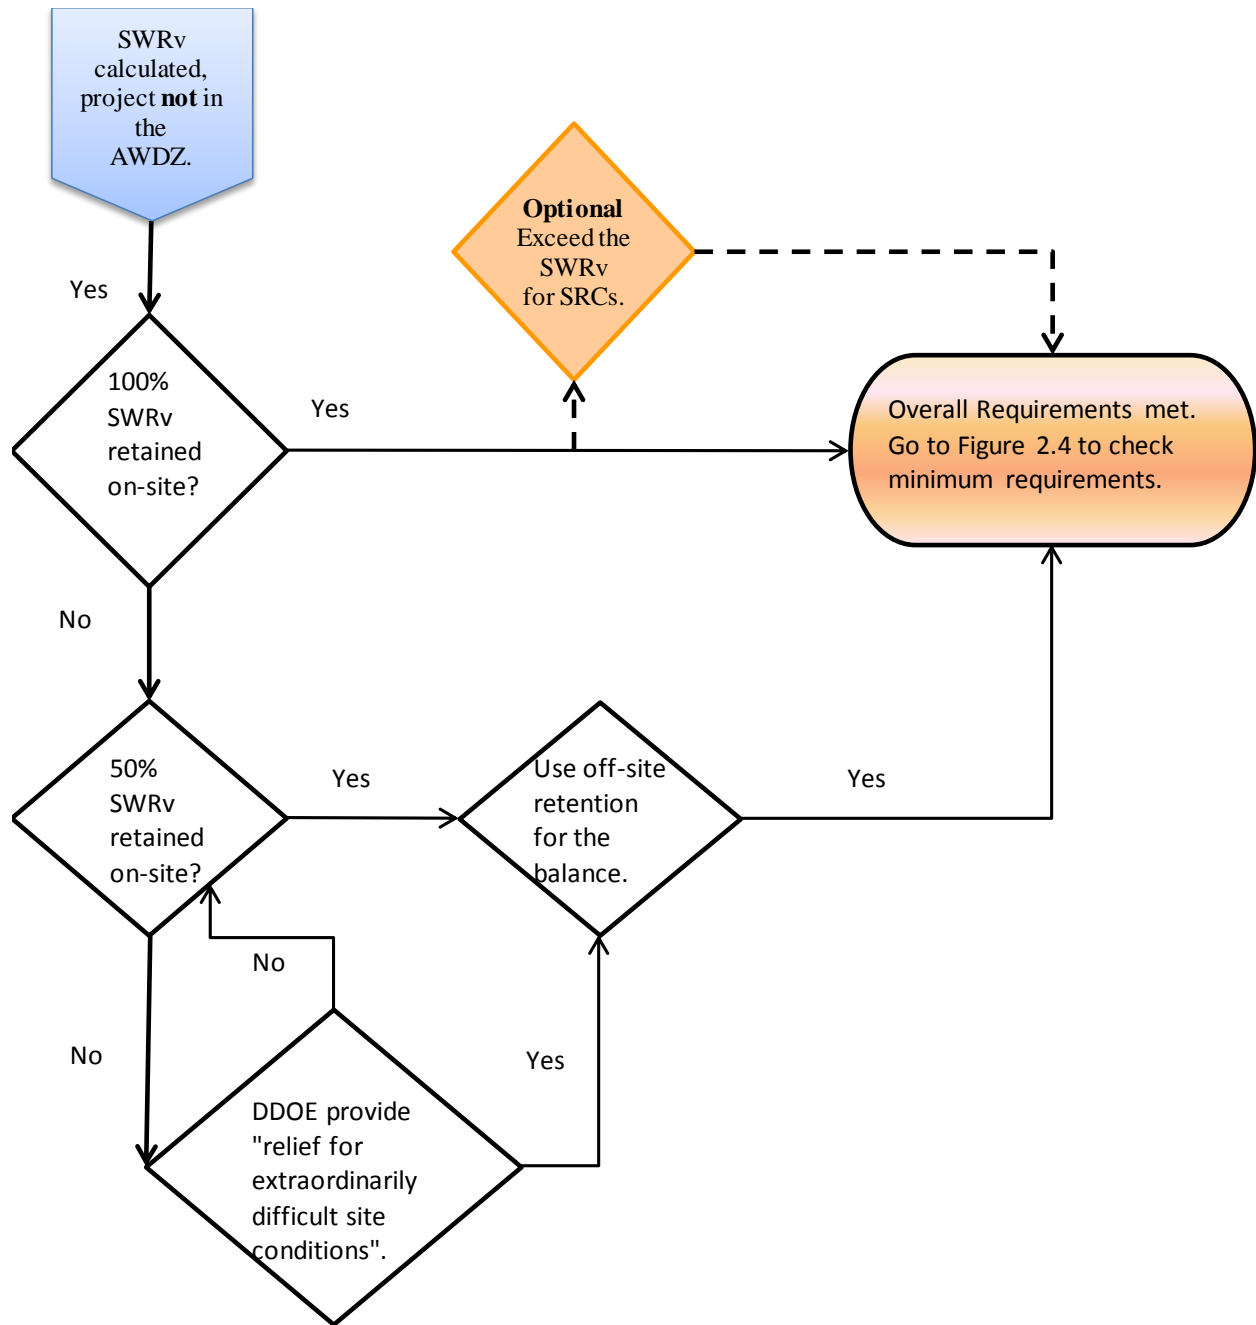 SWRv
calculated,
project not in
the
AWDZ.
Optional
Exceed the
SWRv
for SRCs.
Yes
100%
SWRv
retained
on-site?
Yes
Overall Requirements met.
Go to Figure 2.4 to check
minimum requirements.
No
50%
SWRv
retained
on-site?
Yes
Use off-site
retention
for the
balance.
Yes
No
No
Yes
DDOE provide
"relief for
extraordinarily
difficult site
conditions".